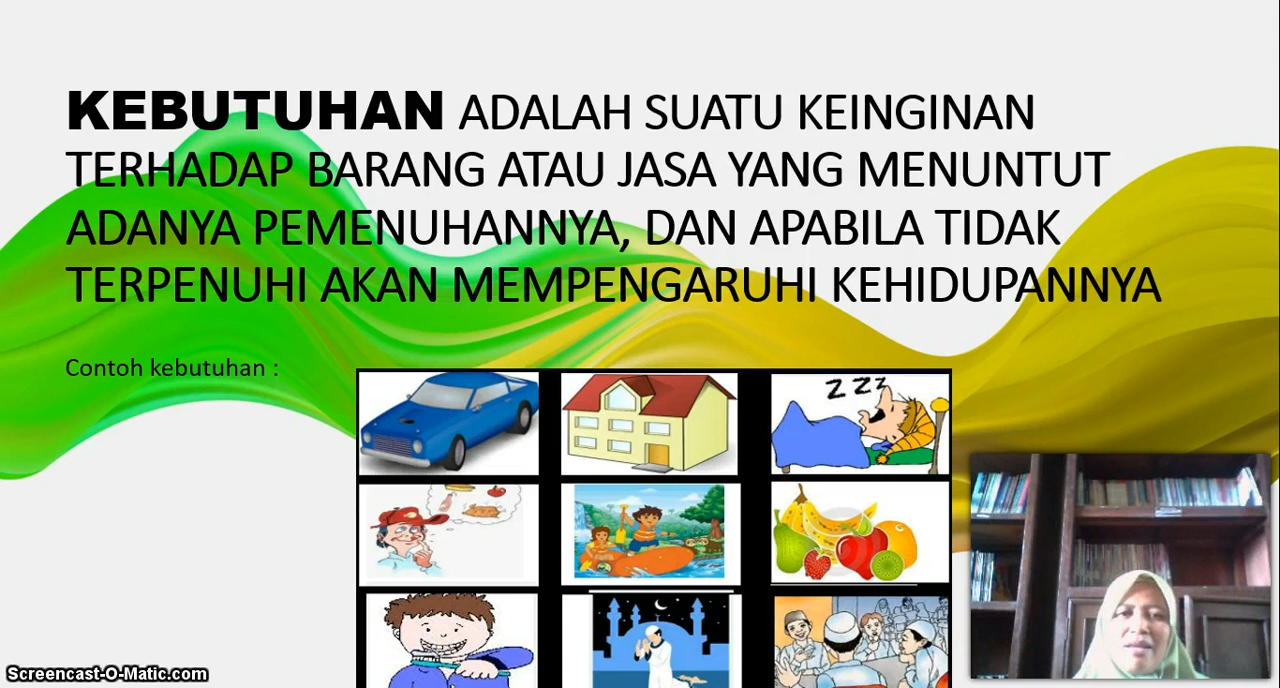 KEBUTUHAN ADALAH SUATU KEINGINAN
TERHADAP BARANG ATAU JASA YANG MENUNTUT
ADANYA PEMENUHANNYA, DAN APABILA TIDAK
TERPENUHI AKAN MEMPENGARUHI KEHIDUPANNYA
Contoh kebutuhan :
ZZZZ
Screencast-O-Matic.com